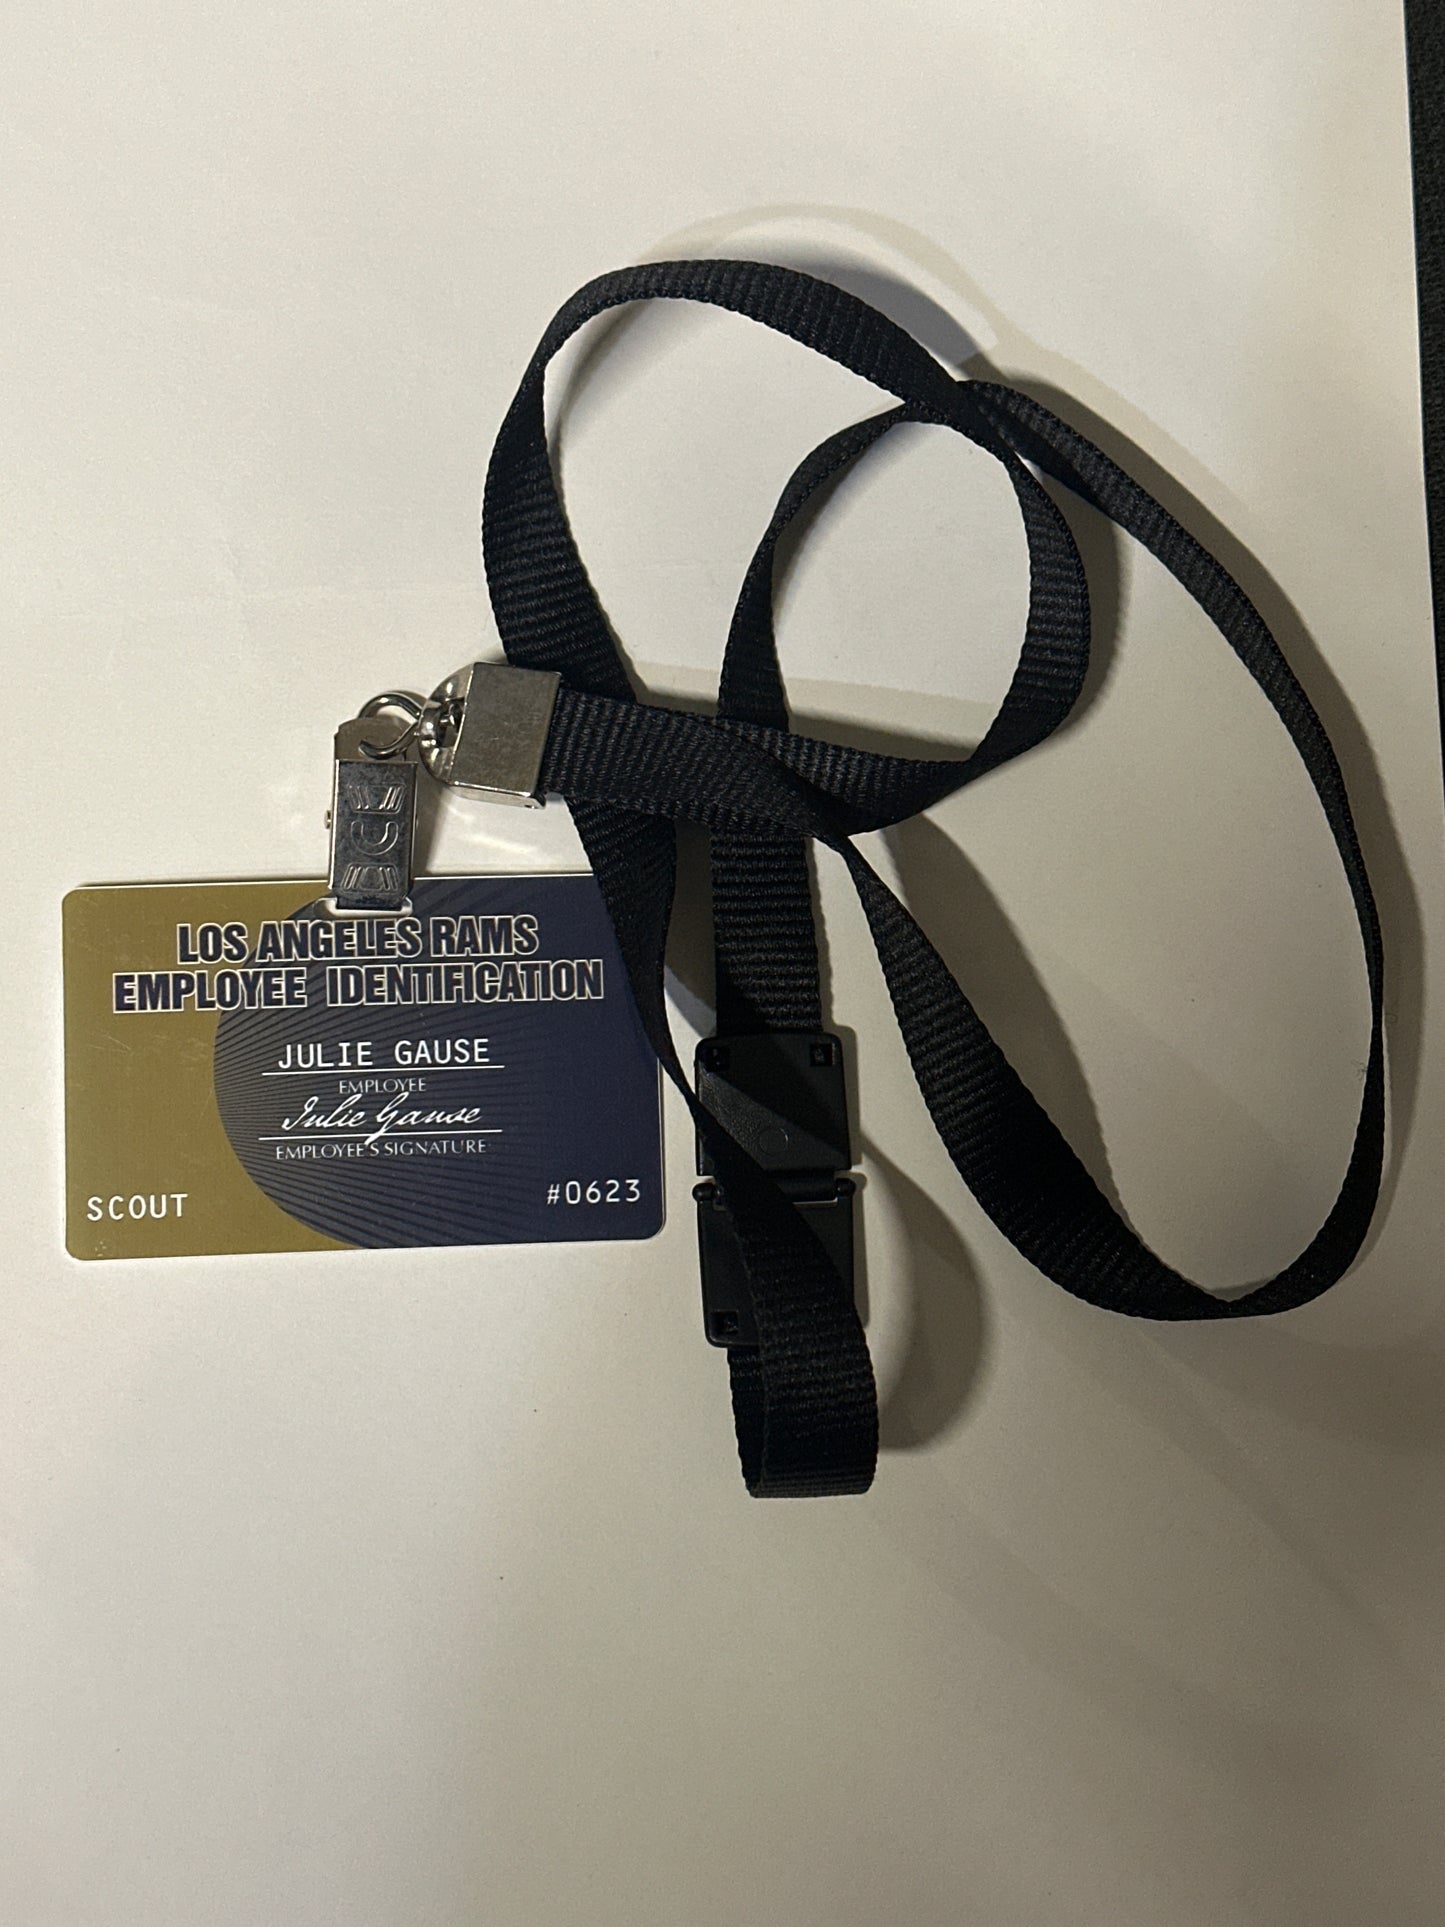 LOS ANGELES RAMS
EMPLOYEE IDENTIFICATION
JULIE GAUSE
EMPLOYEE
Julie Gause
EMPLOYEE'S SIGNATURE
SCOUT
#0623